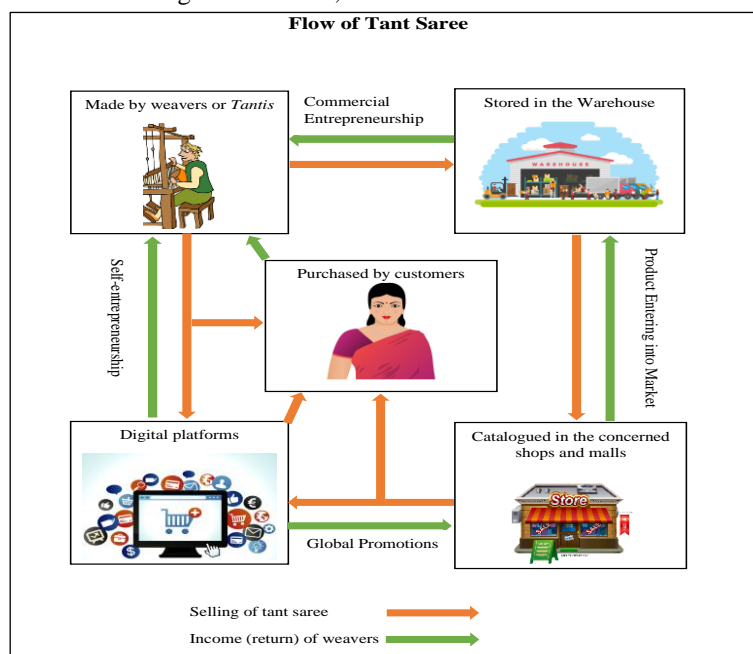 Flow of Tant Saree
Made by weavers or Tantis
Commercial
Entrepreneurship
Stored in the Warehouse
WAREHOUSE
Self-entrepreneurship
Purchased by customers
Product Entering into Market
Digital platforms
Catalogued in the concerned
shops and malls
Store
Global Promotions
Selling of tant saree
Income (return) of weavers